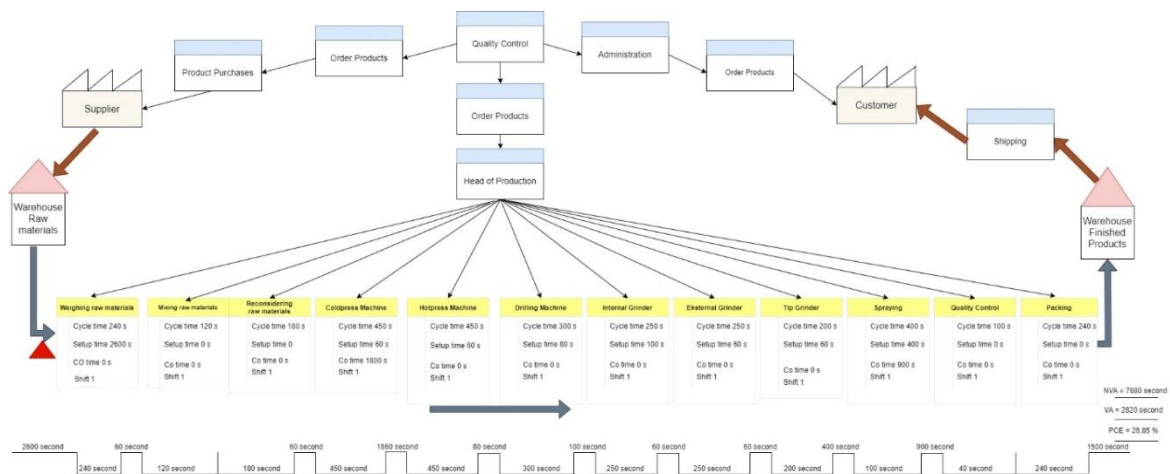 Quality Control
Order Products
Product Purchases
Supplier
Administration
Order Products
Customer
Order Products
Shipping
Head of Production
Warehouse
Raw
materials
Warehouse
Finished
Products
Weighing raw materials
Cycle time 240 s
Setup time 2600 s
CO time 0 s
Shift 1
Mixing raw materials
Cycle time 120 s
Setup time 0 s
Co time 0 s
Shift 1
Reconsidering
raw materials
Cycle time 180 s
Setup time 0
Co time 0 s
Shift 1
Coldpress Machine
Cycle time 450 s
Setup time 60 s
Co time 1800 s
Shift 1
Hotpress Machine
Cycle time 450 s
Setup time 60 s
Co time 0 s
Shift 1
Drilling Machine
Cycle time 300 s
Setup time 80 s
Co time 0 s
Shift 1
Internal Grinder
Cycle time 250 s
Setup time 100 s
Co time 0 s
Shift 1
Eksternal Grinder
Cycle time 250 s
Setup time 60 s
Co time 0 s
Shift 1
Tip Grinder
Cycle time 200 s
Setup time 60 s
Co time 0 s
Shift 1
Spraying
Cycle time 400 s
Setup time 400 s
Co time 900 s
Shift 1
Quality Control
Cycle time 100 s
Setup time 0 s
Co time 0 s
Shift 1
Packing
Cycle time 240 s
Setup time 0 s
Co time 0 s
Shift 1
NVA = 7680 second
VA = 2820 second
PCE = 26,85 %
2600 second
60 second
60 second
1860 second
80 second
100 second
60 second
60 second
400 second
900 second
1500 second
240 second
120 second
180 second
450 second
450 second
300 second
250 second
250 second
200 second
100 second
40 second
240 second